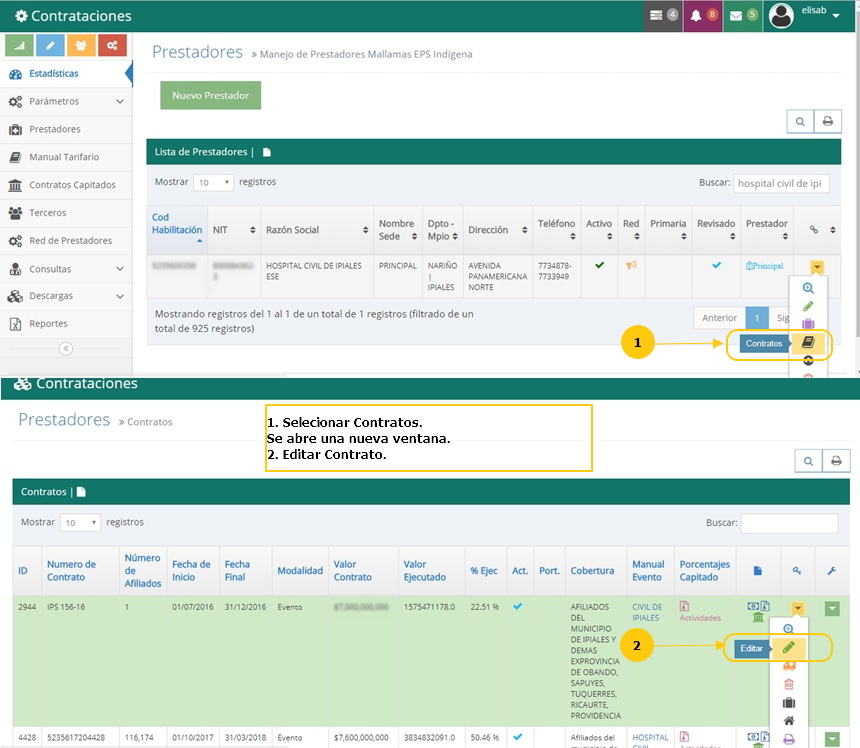 Contrataciones
4
8
5
elisab
Estadísticas
Parámetros
Prestadores
Manual Tarifario
Contratos Capitados
Terceros
Red de Prestadores
Consultas
Descargas
Reportes
Prestadores » Manejo de Prestadores Mallamas EPS Indígena
Nuevo Prestador
Lista de Prestadores |
Mostrar 10 registros
Buscar: hospital civil de ipi
Cod Habilitación
NIT
Razón Social
Nombre Sede
Dpto - Mpio
Dirección
Teléfono
Activo
Red
Primaria
Revisado
Prestador
HOSPITAL CIVIL DE IPIALES ESE
PRINCIPAL
NARIÑO | IPIALES
AVENIDA PANAMERICANA NORTE
7734878-7733949
Principal
Mostrando registros del 1 al 1 de un total de 1 registros (filtrado de un
total de 925 registros)
Anterior 1 Sig
1
Contratos
Contrataciones
Prestadores » Contratos
1. Selecionar Contratos.
Se abre una nueva ventana.
2. Editar Contrato.
Contratos |
Mostrar 10 registros
Buscar:
ID
Numero de Contrato
Número de Afiliados
Fecha de Inicio
Fecha Final
Modalidad
Valor Contrato
Valor Ejecutado
% Ejec
Act.
Port.
Cobertura
Manual Evento
Porcentajes Capitado
2944
IPS 156-16
1
01/07/2016
31/12/2016
Evento
1575471178.0
22.51 %
AFILIADOS
DEL
MUNICIPIO
DE IPIALES Y
DEMAS
EXPROVINCIA
DE OBANDO,
SAPUYES,
TUQUERRES,
RICAURTE,
PROVIDENCIA
CIVIL DE
IPIALES
Actividades
2
Editar
4428
5235617204428
116,174
01/10/2017
31/03/2018
Evento
$7,600,000,000
3834832091.0
50.46 %
Afiliados del
HOSPITAL